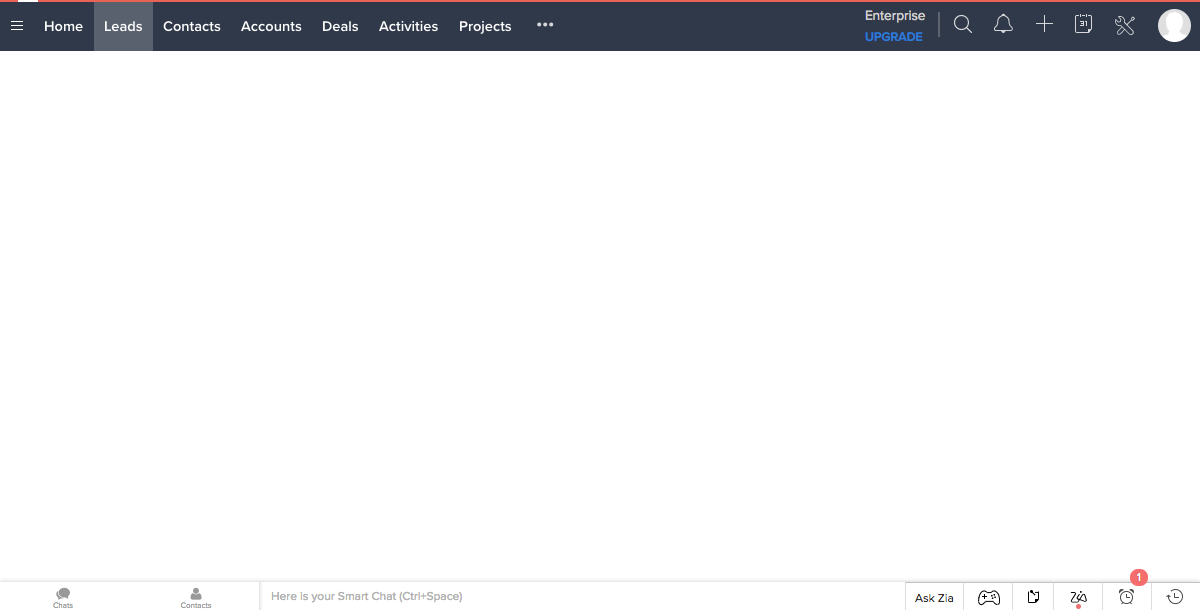 Home Leads Contacts Accounts Deals Activities Projects •••
Enterprise
UPGRADE
31
1
Chats
Contacts
Here is your Smart Chat (Ctrl+Space)
Ask Zia